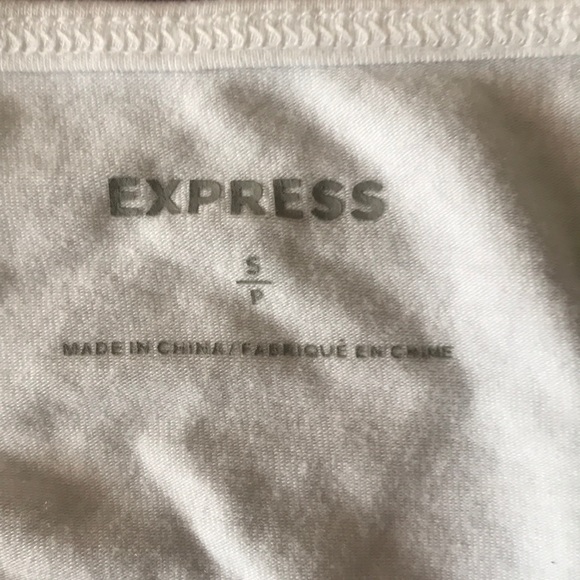 EXPRESS
S
P
MADE IN CHINA / FABRIQUÉ EN CHINE